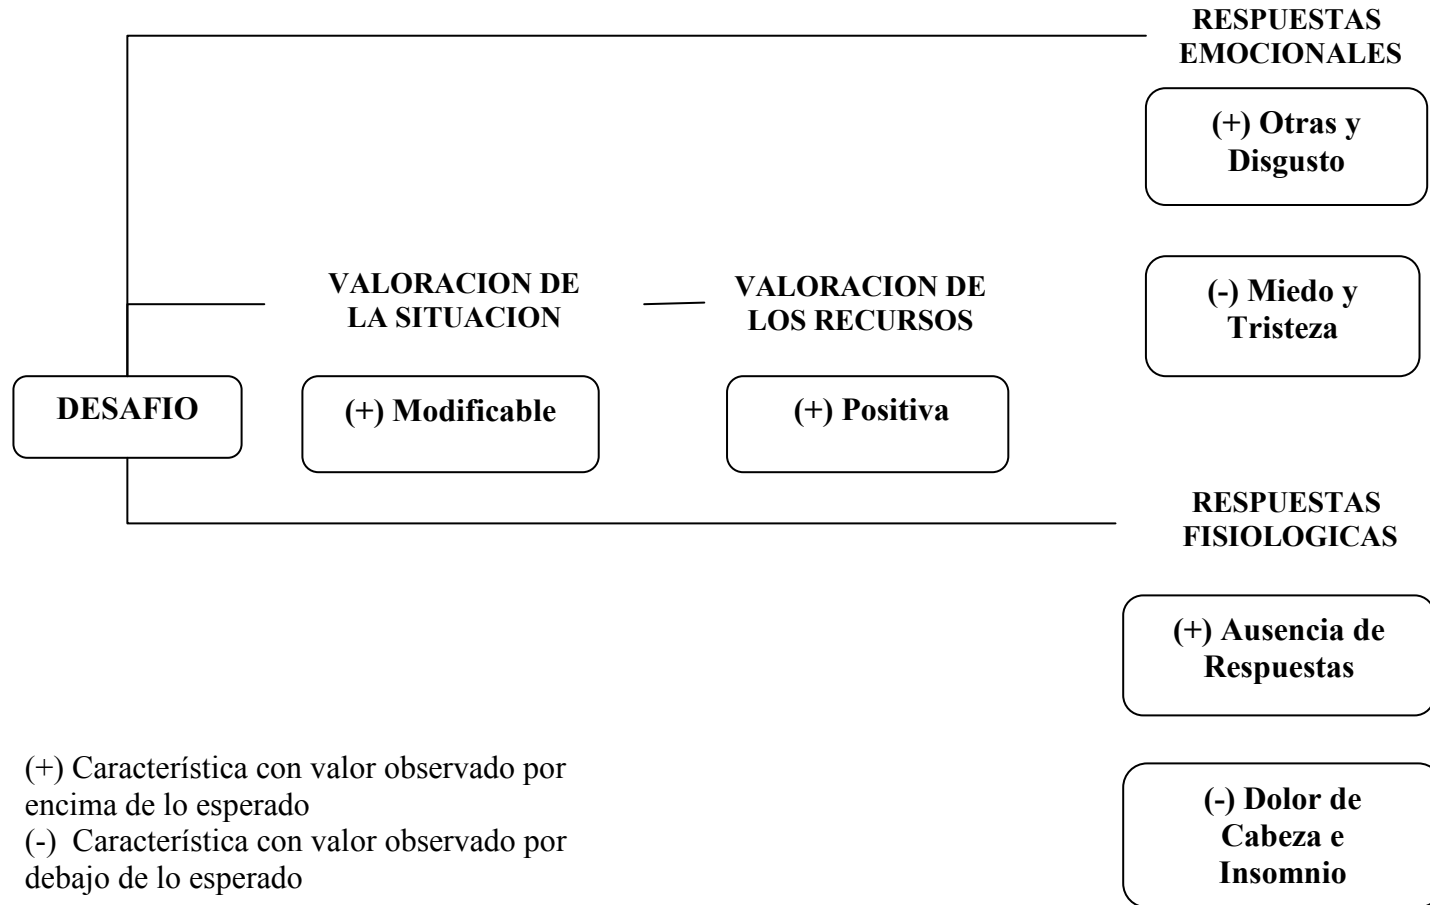 RESPUESTAS
EMOCIONALES
(+) Otras y
Disgusto
(-) Miedo y
Tristeza
VALORACION DE
LA SITUACION
VALORACION DE
LOS RECURSOS
DESAFIO
(+) Modificable
(+) Positiva
RESPUESTAS
FISIOLOGICAS
(+) Ausencia de
Respuestas
(-) Dolor de
Cabeza e
Insomnio
(+) Característica con valor observado por
encima de lo esperado
(-) Característica con valor observado por
debajo de lo esperado